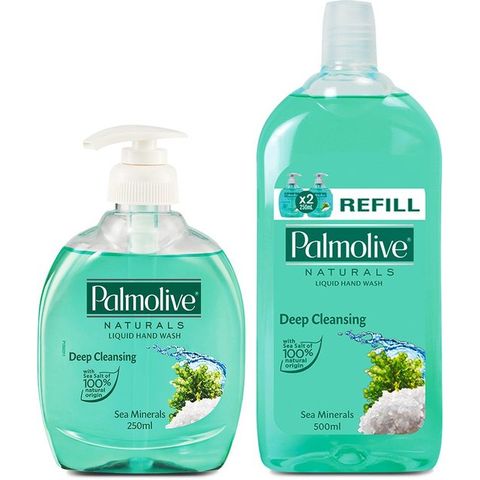 Palmolive
NATURALS
LIQUID HAND WASH
Deep Cleansing
with
Sea Salt of
100%
natural
origin
Sea Minerals
250ml
x2
250ml
REFILL
Palmolive
NATURALS
LIQUID HAND WASH
Deep Cleansing
with
Sea Salt of
100%
natural
origin
Sea Minerals
500ml